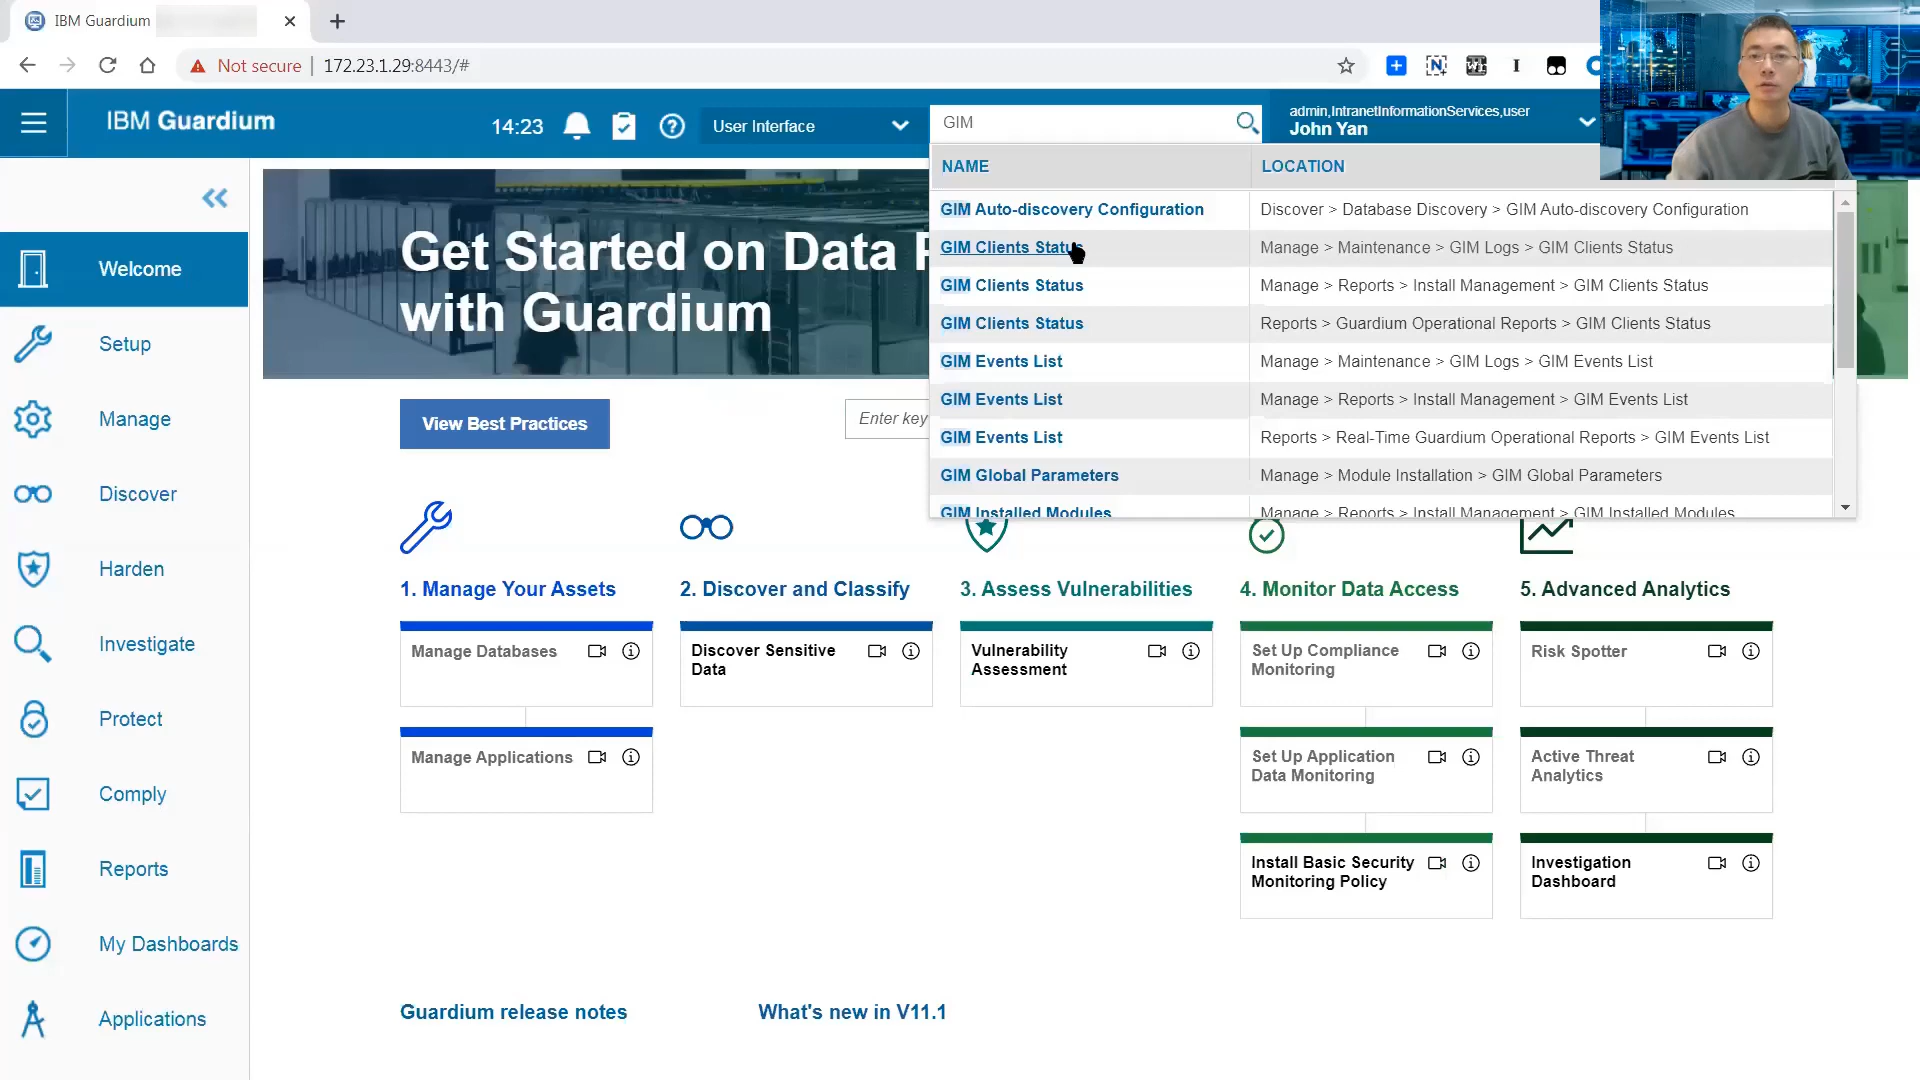 IBM Guardium
Not secure | 172.23.1.29:8443/#
IBM Guardium
14:23
User Interface
GIM
admin,IntranetInformationServices,user
John Yan
NAME LOCATION
GIM Auto-discovery Configuration Discover > Database Discovery > GIM Auto-discovery Configuration
GIM Clients Status Manage > Maintenance > GIM Logs > GIM Clients Status
GIM Clients Status Manage > Reports > Install Management > GIM Clients Status
GIM Clients Status Reports > Guardium Operational Reports > GIM Clients Status
GIM Events List Manage > Maintenance > GIM Logs > GIM Events List
GIM Events List Manage > Reports > Install Management > GIM Events List
GIM Events List Reports > Real-Time Guardium Operational Reports > GIM Events List
GIM Global Parameters Manage > Module Installation > GIM Global Parameters
GIM Installed Modules Manage > Reports > Install Management > GIM Installed Modules
Welcome
Setup
Manage
Discover
Harden
Investigate
Protect
Comply
Reports
My Dashboards
Applications
Get Started on Data
with Guardium
View Best Practices
Enter key
1. Manage Your Assets
Manage Databases
Manage Applications
2. Discover and Classify
Discover Sensitive
Data
3. Assess Vulnerabilities
Vulnerability
Assessment
4. Monitor Data Access
Set Up Compliance
Monitoring
Set Up Application
Data Monitoring
Install Basic Security
Monitoring Policy
5. Advanced Analytics
Risk Spotter
Active Threat
Analytics
Investigation
Dashboard
Guardium release notes
What's new in V11.1